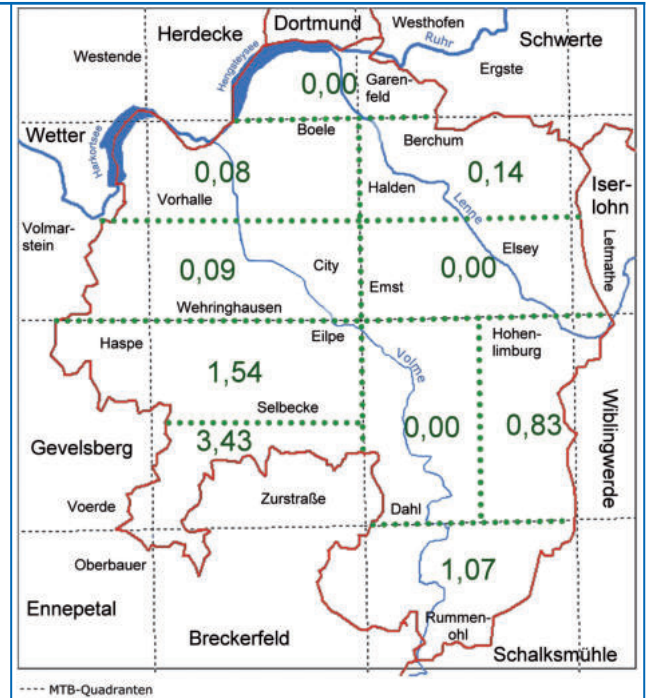 Dortmund
Herdecke
Westhofen
Schwerte
Westende
Hengsteysee
Ruhr
Ergste
0,00
Garen-
feld
Wetter
Harkortsee
Boele
Berchum
0,08
0,14
Iser-
lohn
Vorhalle
Halden
Lenne
Volmar-
stein
Elsey
Letmathe
0,09
City
0,00
Emst
Wehringhausen
Haspe
Eilpe
Hohen-
limburg
Volme
1,54
Selbecke
0,00
0,83
Wiblingwerde
Gevelsberg
3,43
Voerde
Zurstraße
Dahl
Oberbauer
1,07
Ennepetal
Rummen-
ohl
Breckerfeld
Schalksmühle
---- MTB-Quadranten